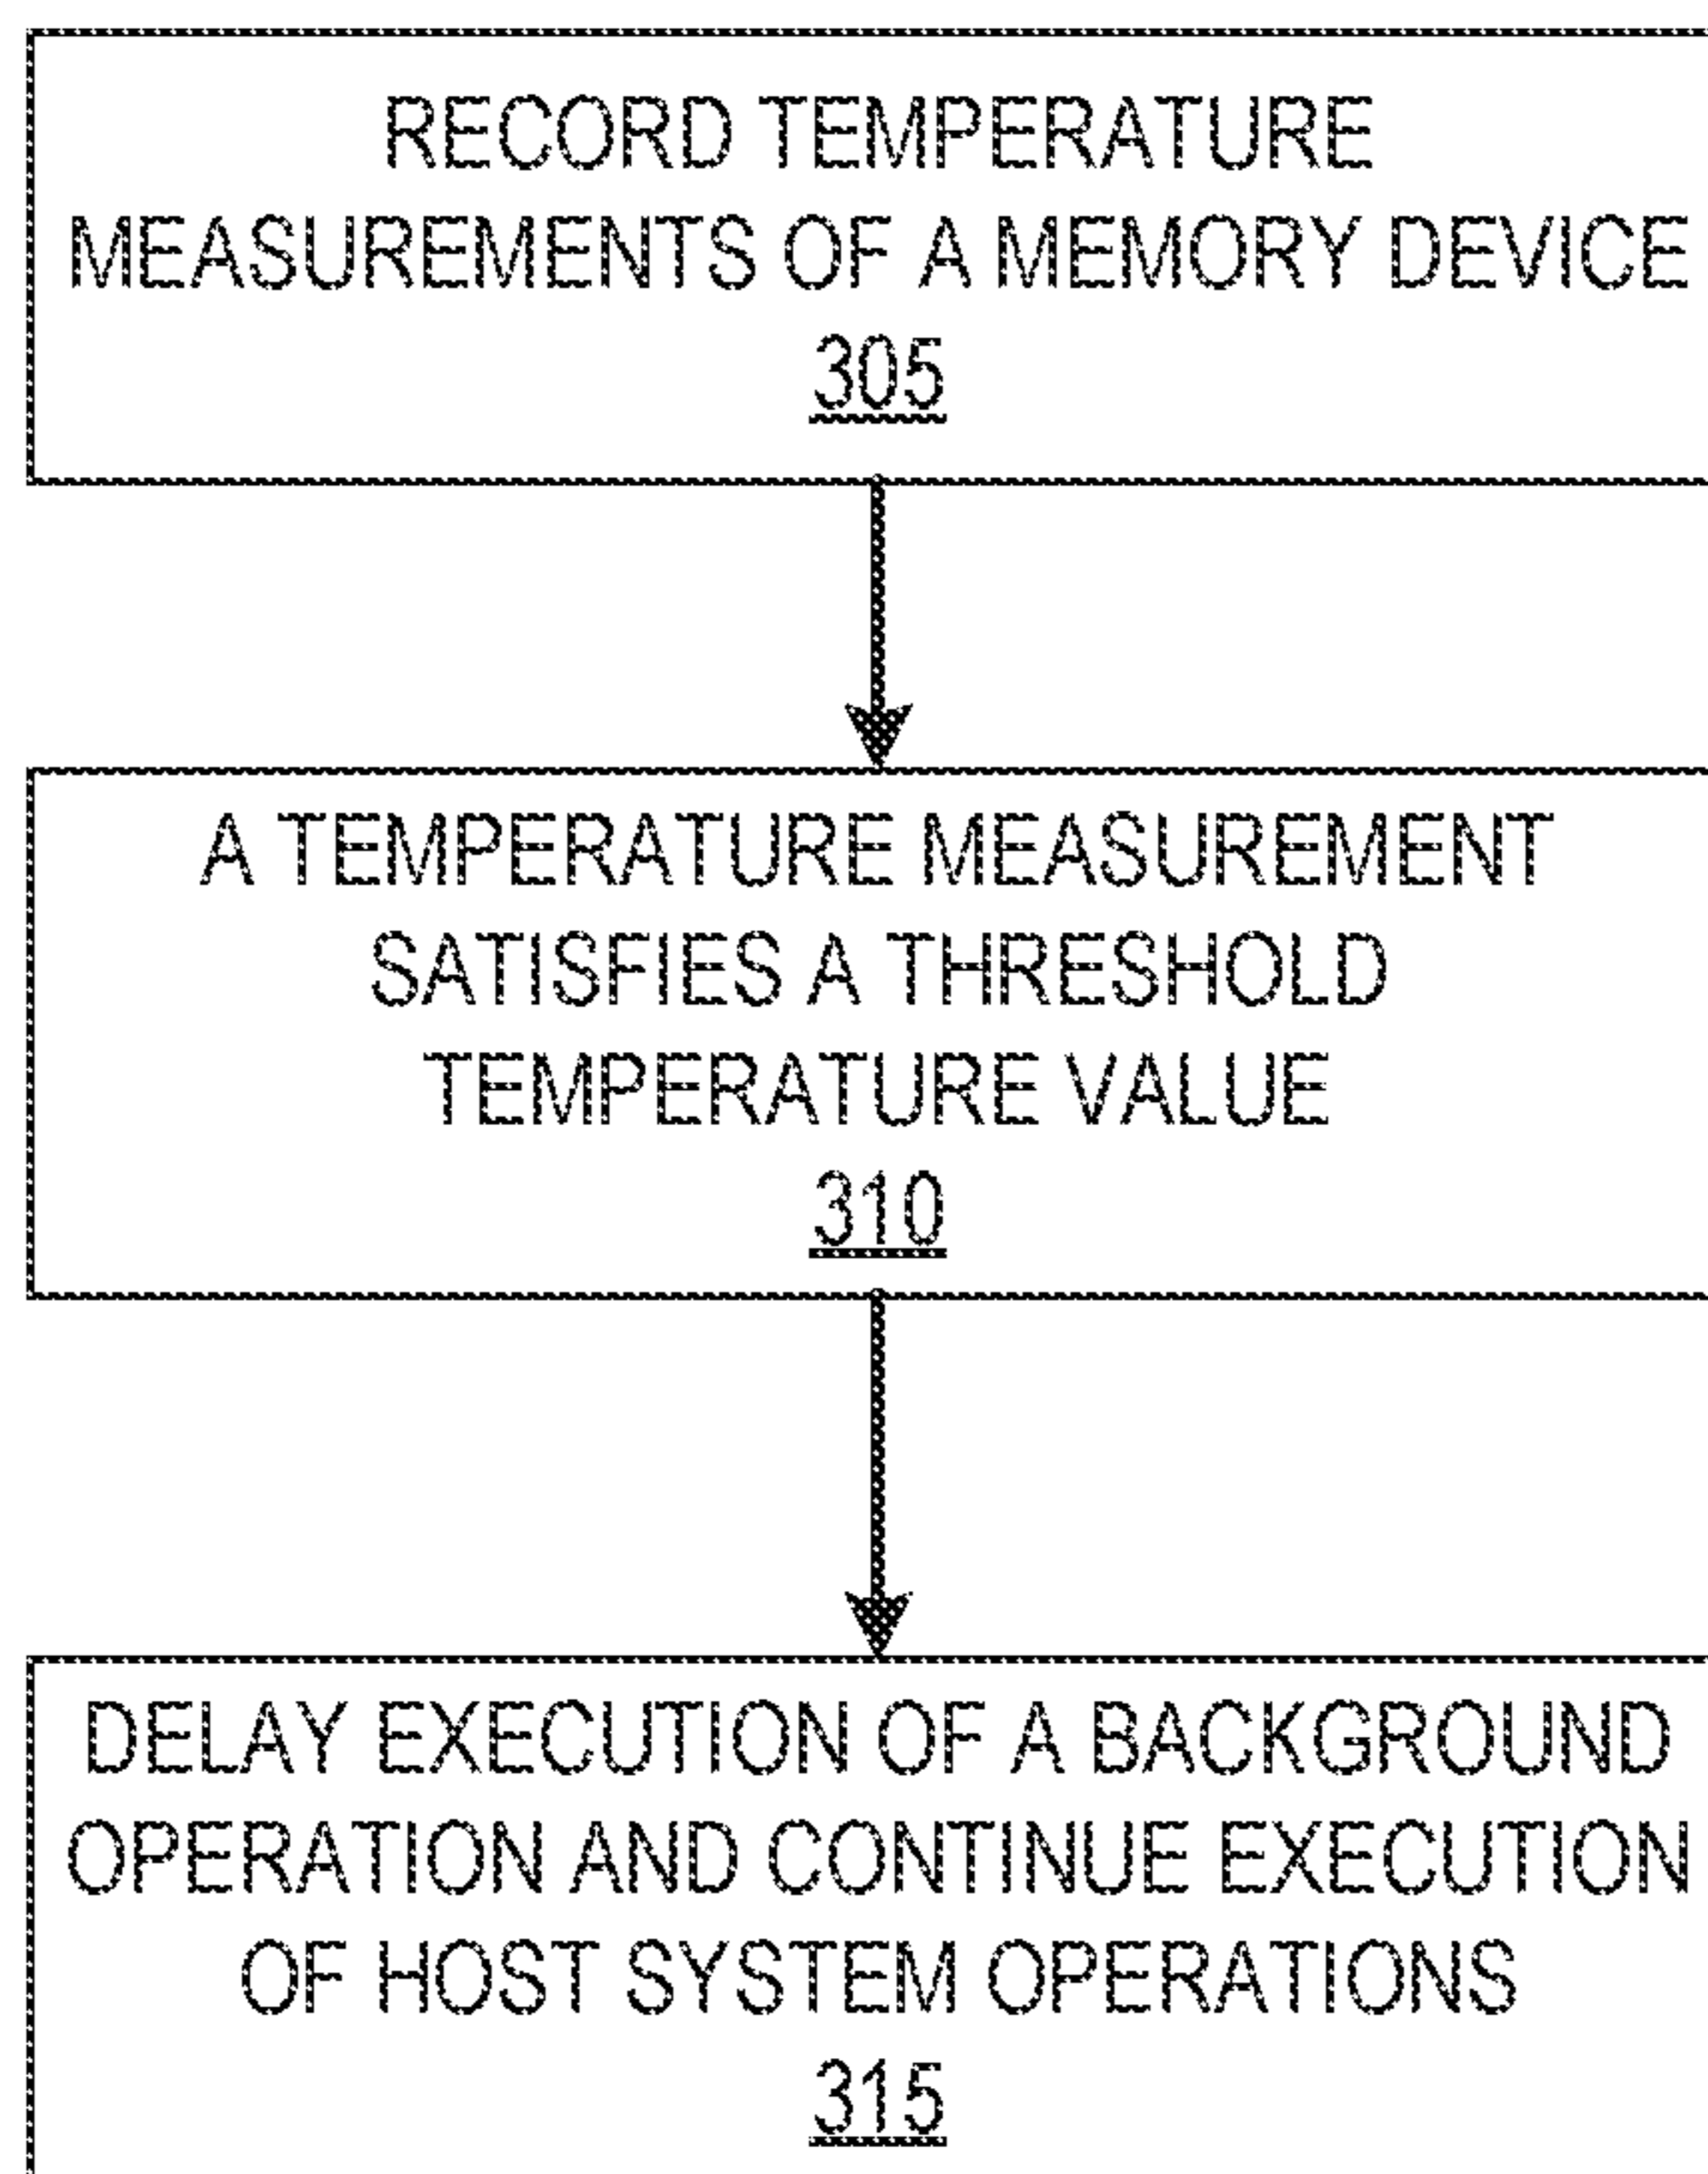 RECORD TEMPERATURE
MEASUREMENTS OF A MEMORY DEVICE
305
A TEMPERATURE MEASUREMENT
SATISFIES A THRESHOLD
TEMPERATURE VALUE
310
DELAY EXECUTION OF A BACKGROUND
OPERATION AND CONTINUE EXECUTION
OF HOST SYSTEM OPERATIONS
315